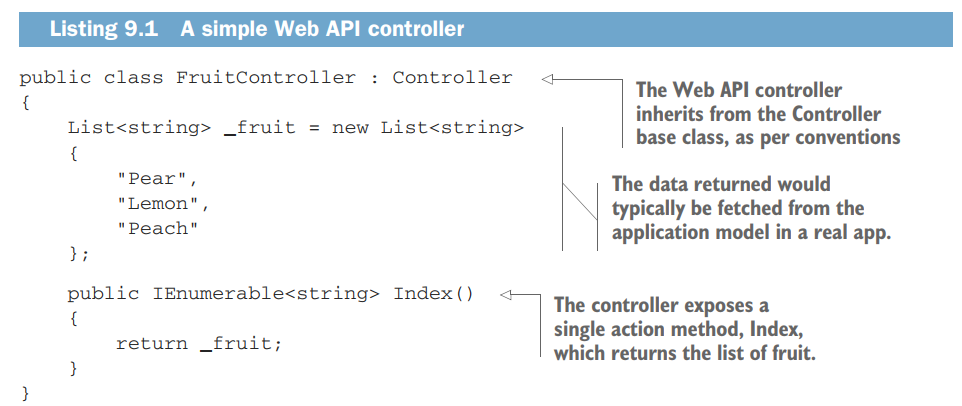 Listing 9.1 A simple Web API controller
public class FruitController : Controller
{
List<string> _fruit = new List<string>
{
"Pear",
"Lemon",
"Peach"
};
public IEnumerable<string> Index()
{
return _fruit;
}
}
The Web API controller
inherits from the Controller
base class, as per conventions
The data returned would
typically be fetched from the
application model in a real app.
The controller exposes a
single action method, Index,
which returns the list of fruit.